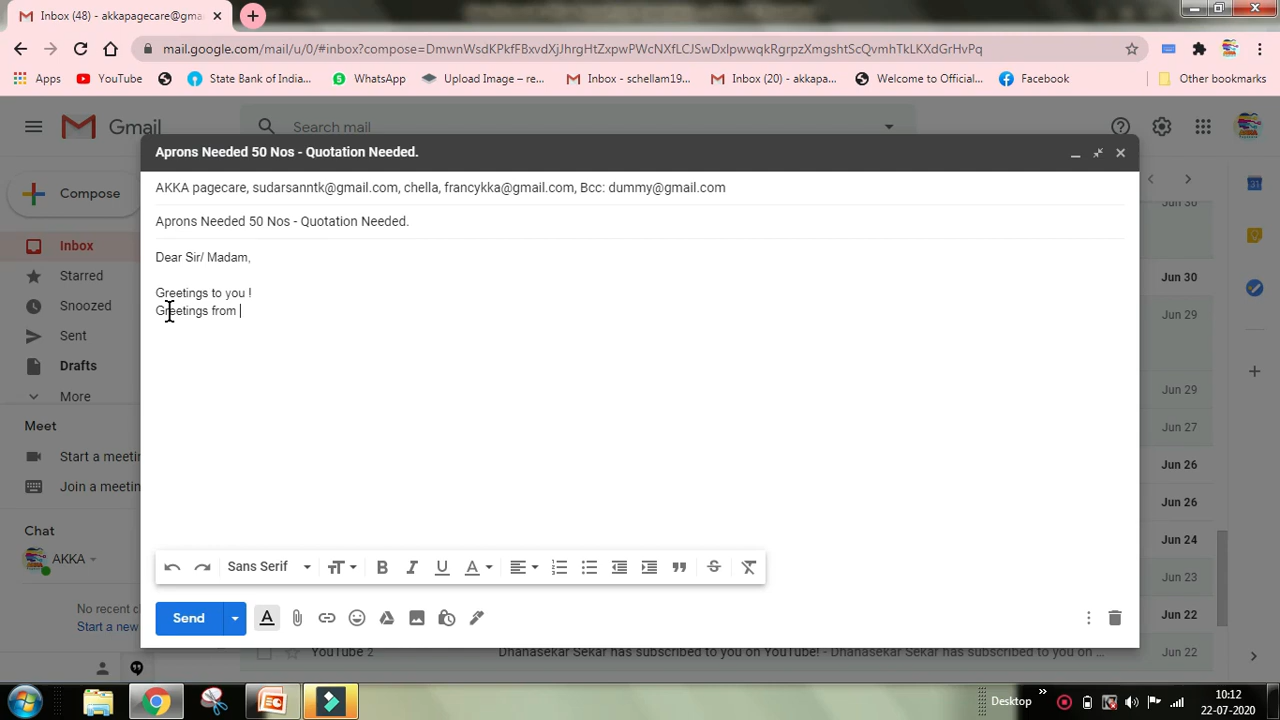 Inbox (48) - akkapagecare@gma
mail.google.com/mail/u/0/#inbox?compose=DmwnWsdKPkfFBxvdXjJhrgHtZxpwPWcNXfLCJSwDxlpwvqkRgrpzXmgshtScQvmhTkLKXdGrHvPq
Apps YouTube State Bank of India... WhatsApp Upload Image – re... Inbox - schellam19... Inbox (20) - akkapa... Welcome to Official... Facebook Other bookmarks
Gmail Search mail
Aprons Needed 50 Nos - Quotation Needed.
AKKA pagecare, sudarsanntk@gmail.com, chella, francykka@gmail.com, Bcc: dummy@gmail.com
Compose
Aprons Needed 50 Nos - Quotation Needed.
Inbox
Dear Sir/ Madam,
Starred
Jun 30
Snoozed
Greetings to you !
Greetings from
Jun 29
Sent
Drafts
Jun 29
More
Meet
Jun 27
Start a meetin
Jun 26
Join a meetin
Jun 26
Chat
Jun 24
AKKA
Sans Serif
Jun 23
No recent c
Start a new
Send
Jun 22
YouTube 2 Dhanasekar Sekar has subscribed to you on YouTube! - Dhanasekar Sekar has subscribed to you on ... Jun 22
Desktop
10:12
22-07-2020